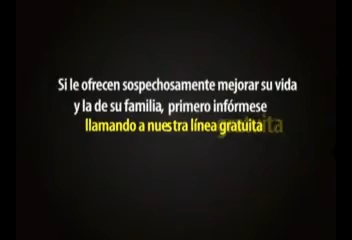 Si le ofrecen sospechosamente mejorar su vida
y la de su familia, primero infórmese
llamando a nuestra línea gratuita